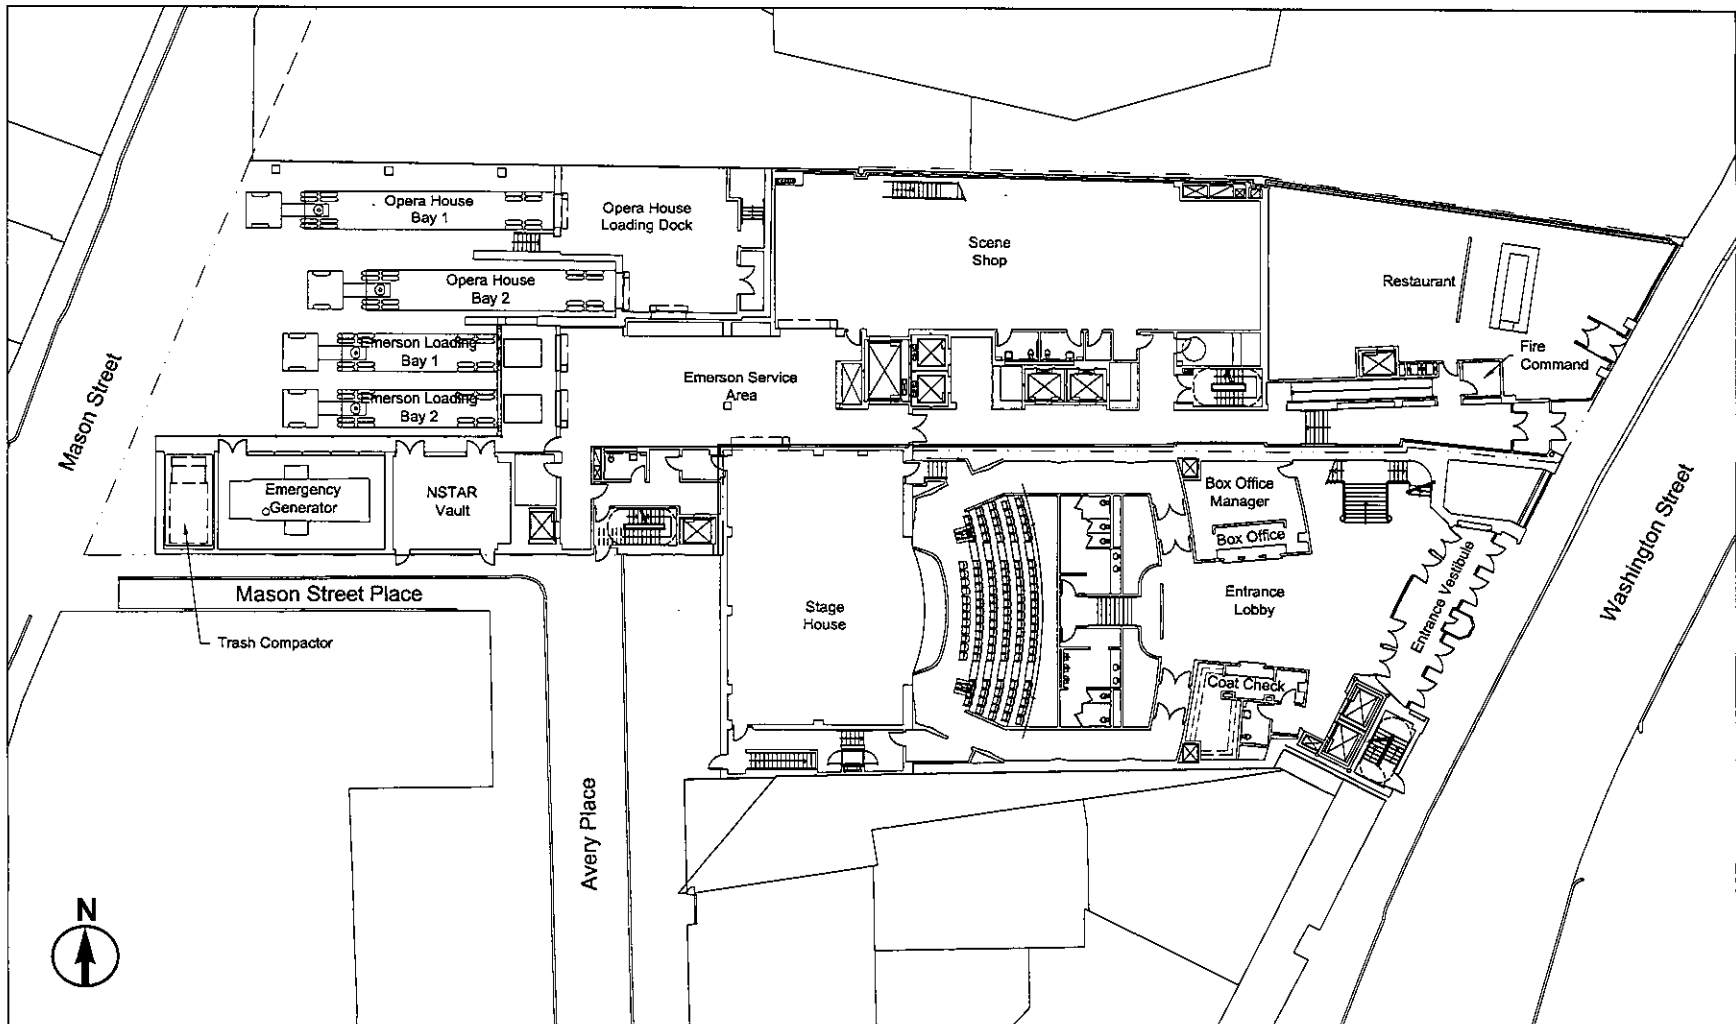 Opera House
Bay 1
Opera House
Loading Dock
Scene
Shop
Opera House
Bay 2
Restaurant
Fire
Command
Emerson Loading
Bay 1
Emerson Service
Area
Emerson Loading
Bay 2
Mason Street
Emergency
Generator
NSTAR
Vault
Box Office
Manager
Box Office
Washington Street
Entrance Vestibule
Mason Street Place
Stage
House
Entrance
Lobby
Trash Compactor
Coat Check
Avery Place
N